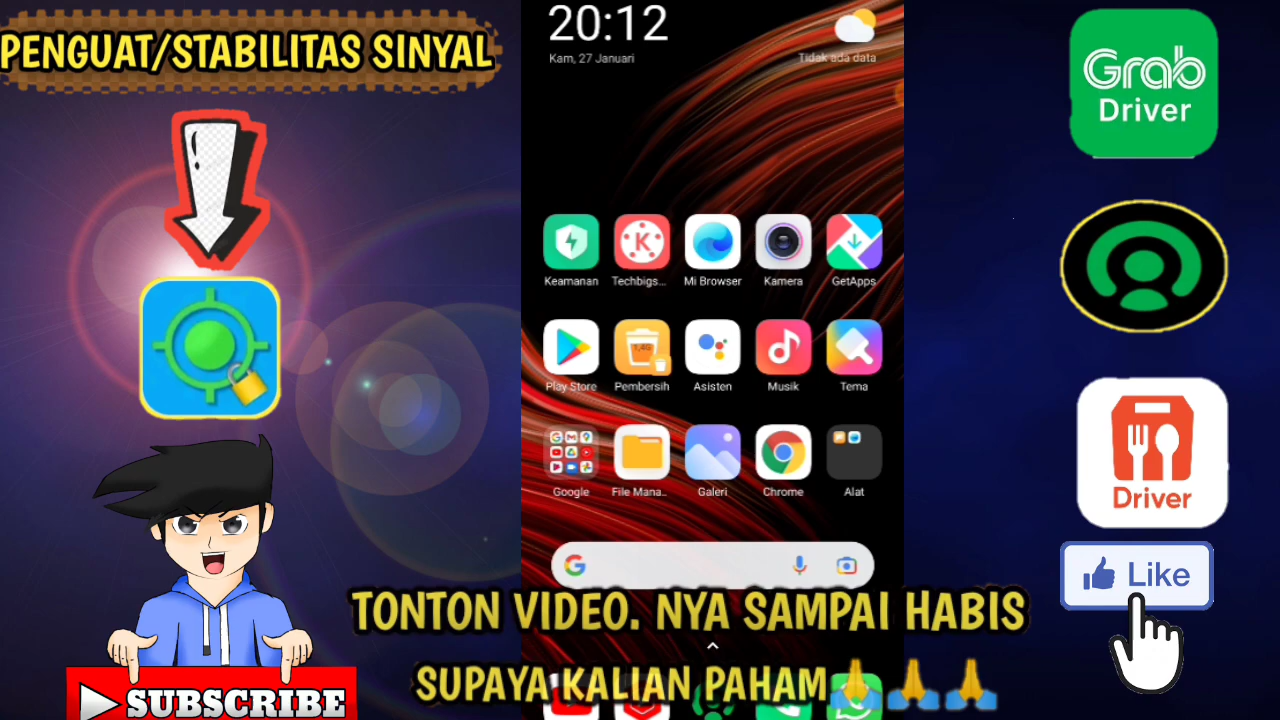 PENGUAT/STABILITAS SINYAL
20:12
Kam, 27 Januari
Tidak ada data
Grab
Driver
Keamanan
Techbigs...
Mi Browser
Kamera
GetApps
1,4G
Play Store
Pembersih
Asisten
Musik
Tema
Google
File Mana..
Galeri
Chrome
Alat
Driver
Like
TONTON VIDEO. NYA SAMPAI HABIS
SUPAYA KALIAN PAHAM🙏🙏🙏
SUBSCRIBE